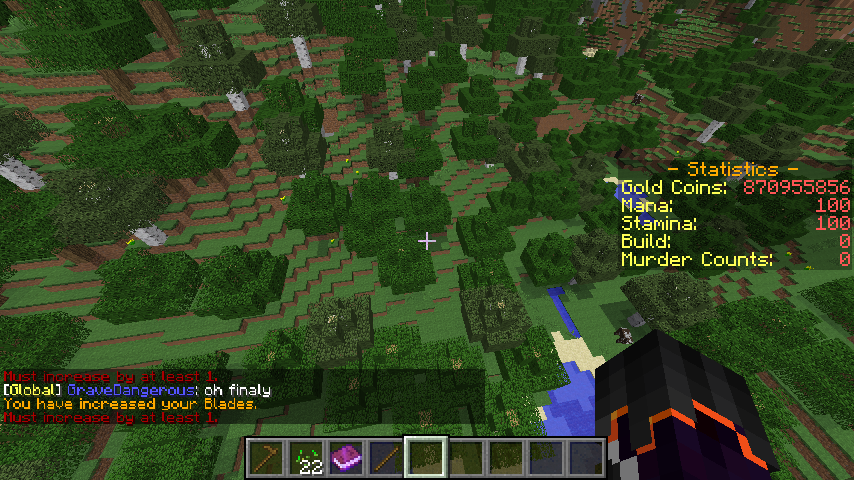 - Statistics -
Gold Coins: 870955856
Mana: 100
Stamina: 100
Build: 0
Murder Counts: 0
Must increase by at least 1.
[Global] GraveDangerous: oh finaly
You have increased your Blades.
Must increase by at least 1.
22